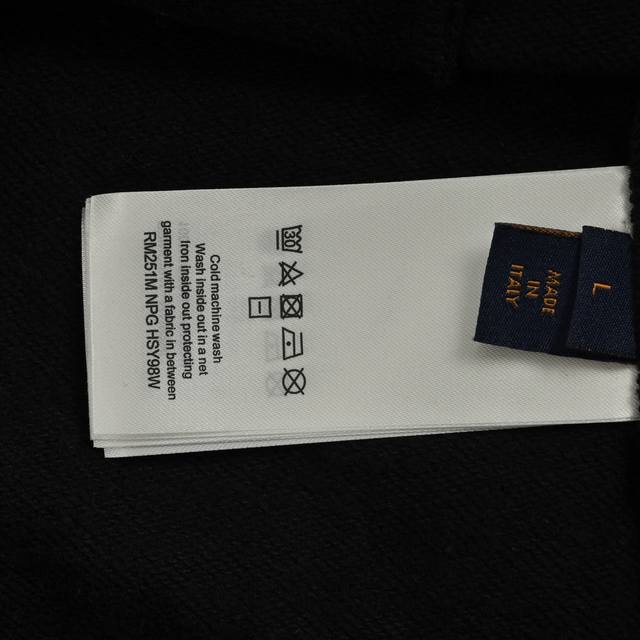 Cold machine wash
Wash inside out in a net
Iron inside out protecting
garment with a fabric in between
RM251M NPG HSY88W
L
MADE
IN
ITALY